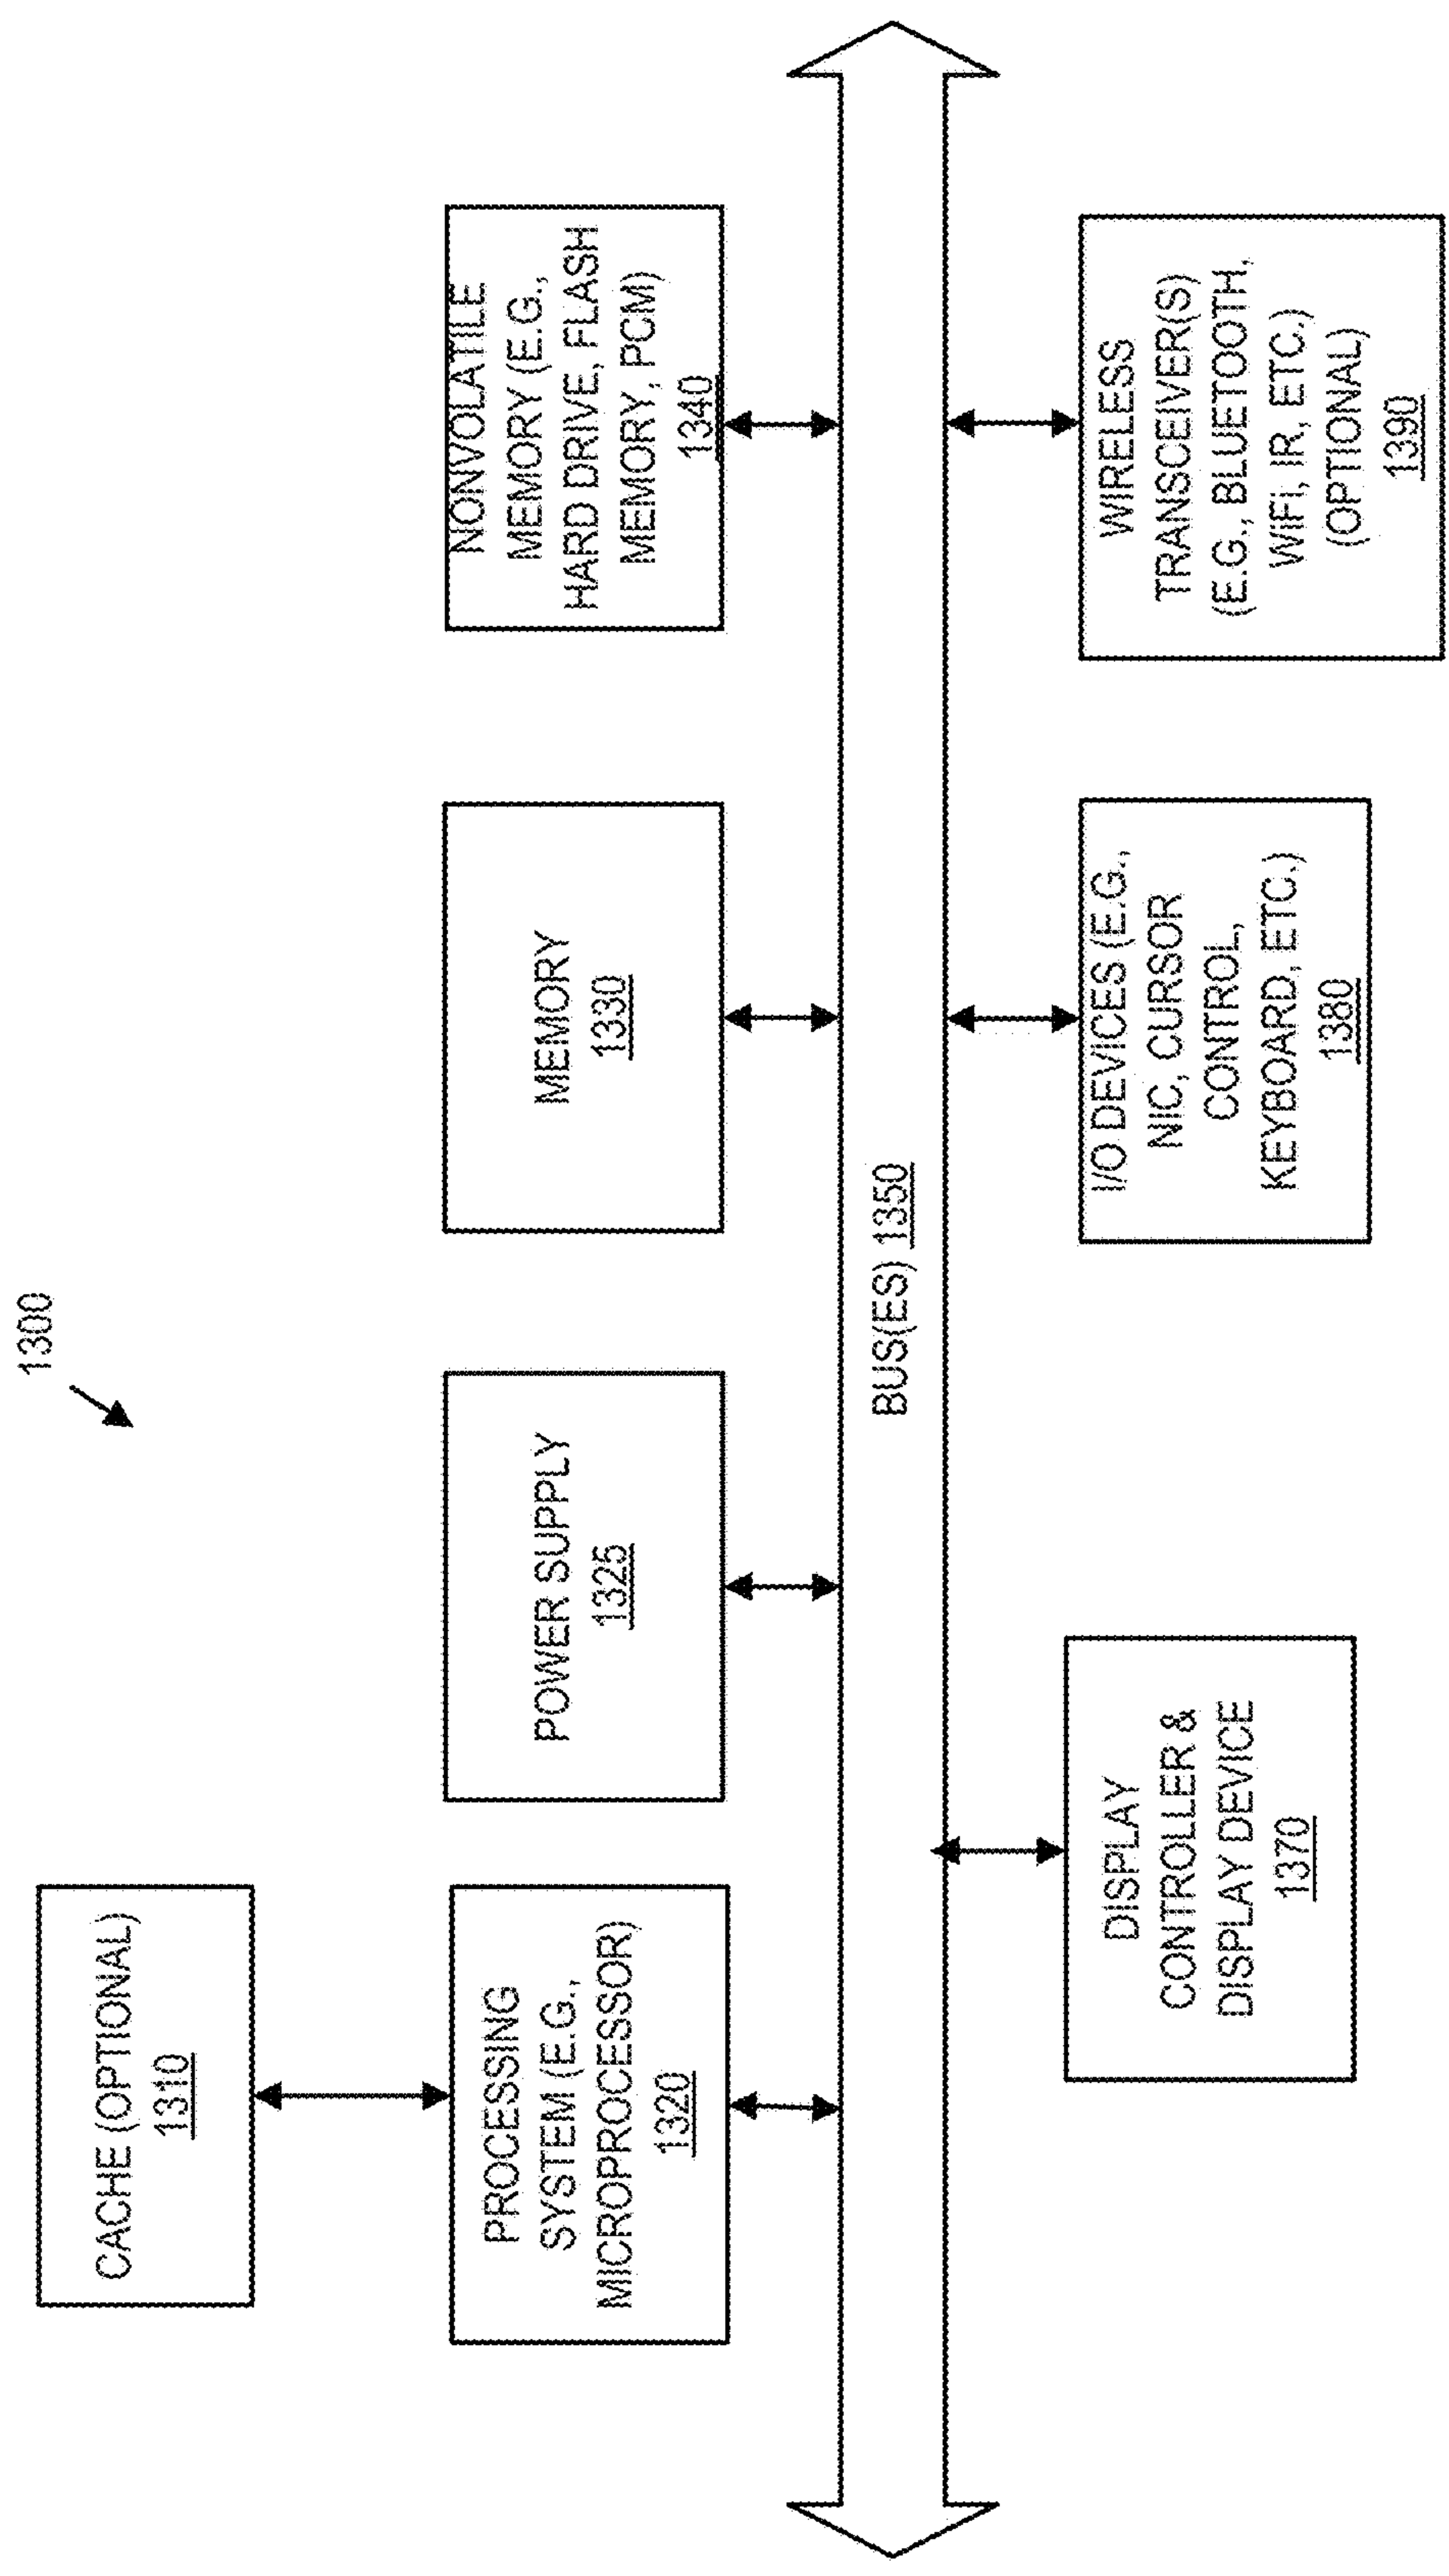 1300
CACHE (OPTIONAL)
1310
PROCESSING
SYSTEM (E.G.,
MICROPROCESSOR)
1320
POWER SUPPLY
1325
MEMORY
1330
NONVOLATILE
MEMORY (E.G.,
HARD DRIVE, FLASH
MEMORY, PCM)
1340
BUS(ES) 1350
DISPLAY
CONTROLLER &
DISPLAY DEVICE
1370
I/O DEVICES (E.G.,
NIC, CURSOR
CONTROL,
KEYBOARD, ETC.)
1380
WIRELESS
TRANSCEIVER(S)
(E.G., BLUETOOTH,
WiFi, IR, ETC.)
(OPTIONAL)
1390